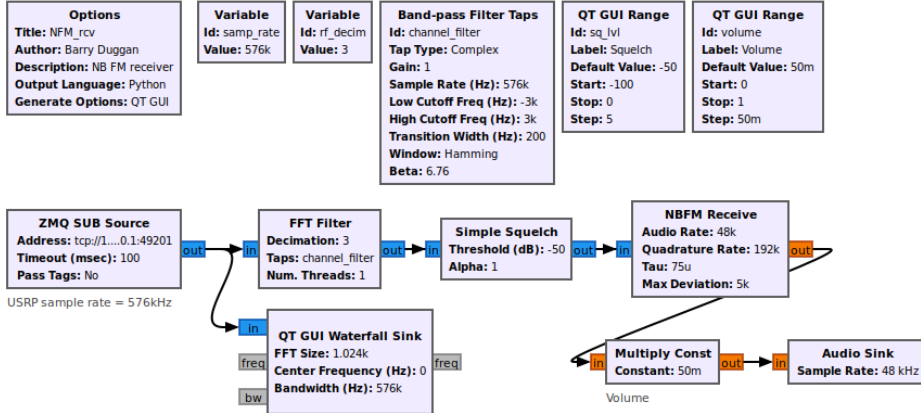 Options
Title: NFM_rcv
Author: Barry Duggan
Description: NB FM receiver
Output Language: Python
Generate Options: QT GUI
Variable
Id: samp_rate
Value: 576k
Variable
Id: rf_decim
Value: 3
Band-pass Filter Taps
Id: channel_filter
Tap Type: Complex
Gain: 1
Sample Rate (Hz): 576k
Low Cutoff Freq (Hz): -3k
High Cutoff Freq (Hz): 3k
Transition Width (Hz): 200
Window: Hamming
Beta: 6.76
QT GUI Range
Id: sq_lvl
Label: Squelch
Default Value: -50
Start: -100
Stop: 0
Step: 5
QT GUI Range
Id: volume
Label: Volume
Default Value: 50m
Start: 0
Stop: 1
Step: 50m
ZMQ SUB Source
Address: tcp://1....0.1:49201
Timeout (msec): 100
Pass Tags: No
out
USRP sample rate = 576kHz
in
FFT Filter
Decimation: 3
Taps: channel_filter
Num. Threads: 1
out
in
Simple Squelch
Threshold (dB): -50
Alpha: 1
out
in
NBFM Receive
Audio Rate: 48k
Quadrature Rate: 192k
Tau: 75u
Max Deviation: 5k
out
in
freq
bw
QT GUI Waterfall Sink
FFT Size: 1.024k
Center Frequency (Hz): 0
Bandwidth (Hz): 576k
freq
in
Multiply Const
Constant: 50m
out
Volume
in
Audio Sink
Sample Rate: 48 kHz